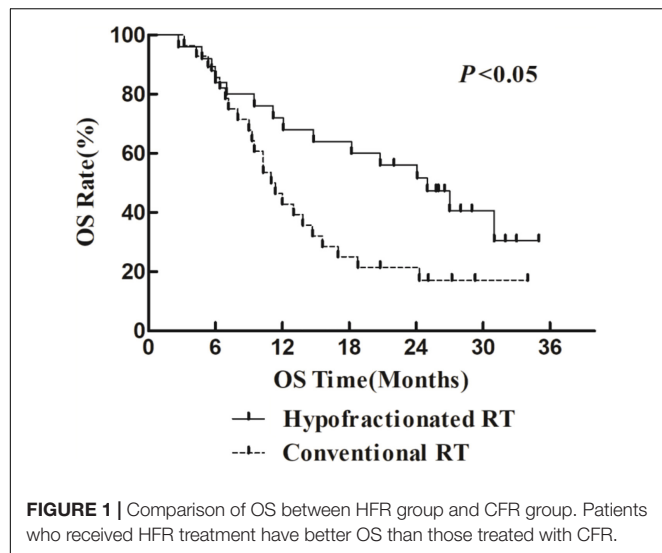 100
80
60
40
20
0
OS Rate(%)
P<0.05
0 6 12 18 24 30 36
OS Time(Months)
Hypofractionated RT
Conventional RT
FIGURE 1 | Comparison of OS between HFR group and CFR group. Patients
who received HFR treatment have better OS than those treated with CFR.